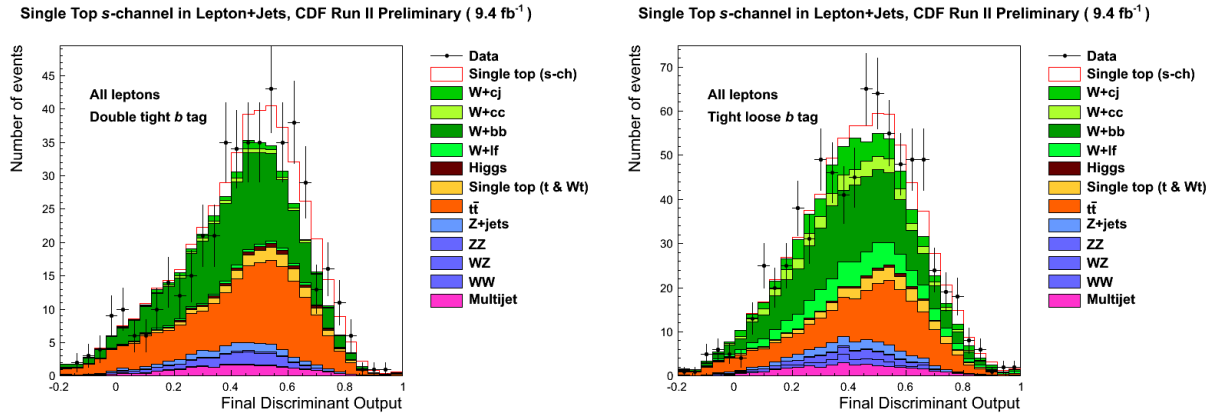 Single Top s-channel in Lepton+Jets, CDF Run II Preliminary ( 9.4 fb⁻¹ )
Number of events
45
40
35
30
25
20
15
10
5
0
-0.2 0 0.2 0.4 0.6 0.8 1
Final Discriminant Output
All leptons
Double tight b tag
Data
Single top (s-ch)
W+cj
W+cc
W+bb
W+lf
Higgs
Single top (t & Wt)
tt̄
Z+jets
ZZ
WZ
WW
Multijet
Single Top s-channel in Lepton+Jets, CDF Run II Preliminary ( 9.4 fb⁻¹ )
Number of events
70
60
50
40
30
20
10
0
-0.2 0 0.2 0.4 0.6 0.8 1
Final Discriminant Output
All leptons
Tight loose b tag
Data
Single top (s-ch)
W+cj
W+cc
W+bb
W+lf
Higgs
Single top (t & Wt)
tt̄
Z+jets
ZZ
WZ
WW
Multijet